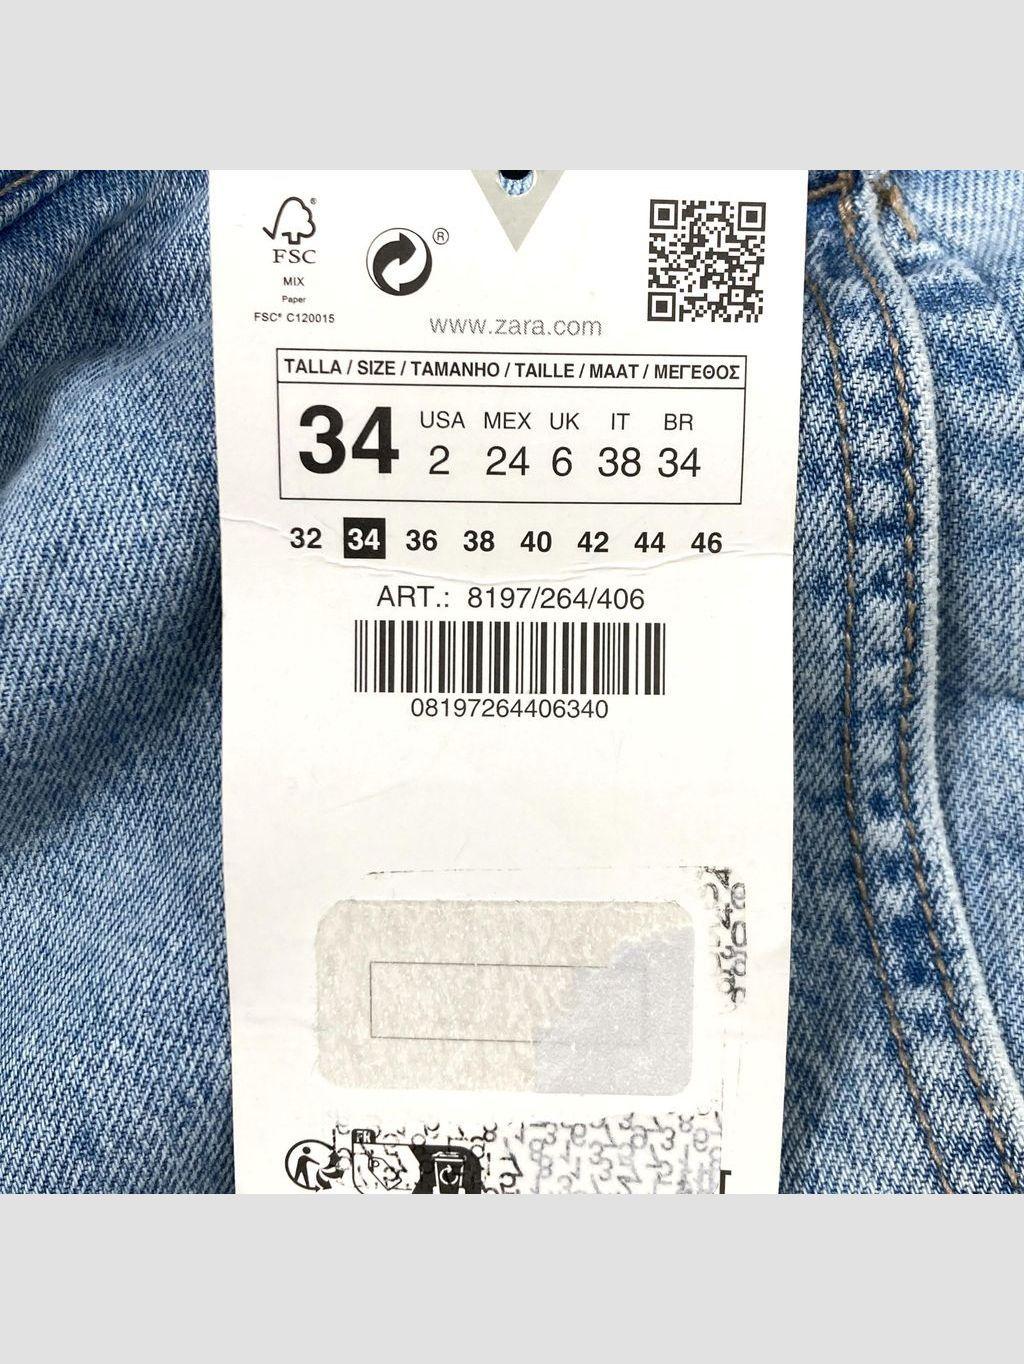 FSC®
MIX
Paper
FSC® C120015
®
www.zara.com
TALLA / SIZE / TAMANHO / TAILLE / MAAT / ΜΕΓΕΘΟΣ
34 USA MEX UK IT BR
2 24 6 38 34
32 34 36 38 40 42 44 46
ART.: 8197/264/406
08197264406340